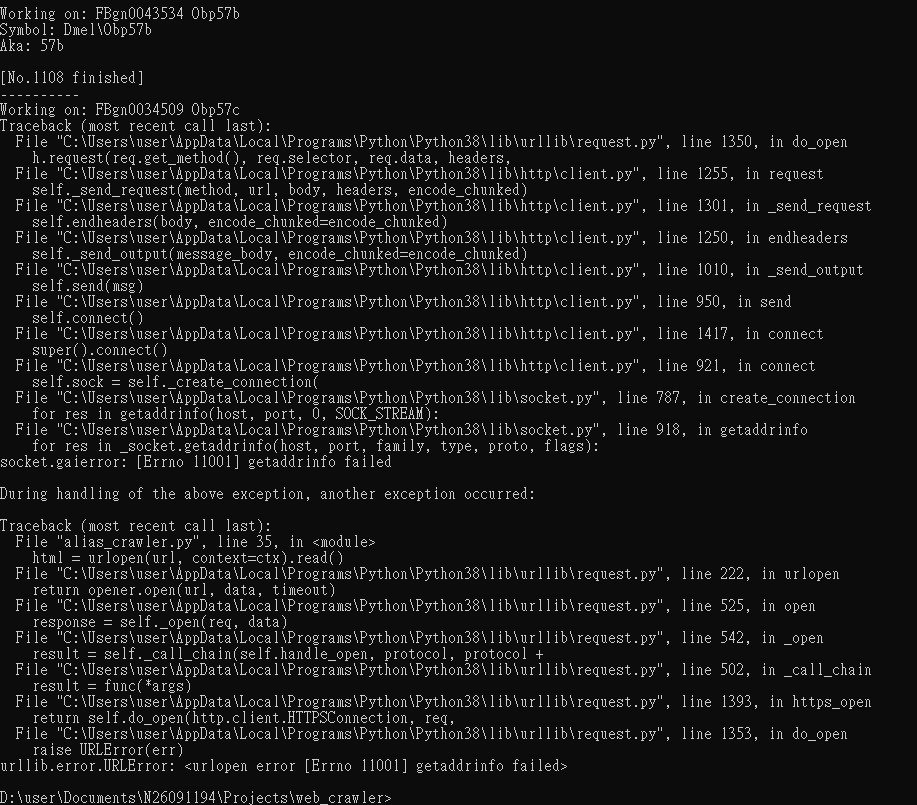 Working on: FBgn0043534 Obp57b
Symbol: Dmel\Obp57b
Aka: 57b
[No.1108 finished]
----------
Working on: FBgn0034509 Obp57c
Traceback (most recent call last):
File "C:\Users\user\AppData\Local\Programs\Python\Python38\lib\urllib\request.py", line 1350, in do_open
h.request(req.get_method(), req.selector, req.data, headers,
File "C:\Users\user\AppData\Local\Programs\Python\Python38\lib\http\client.py", line 1255, in request
self._send_request(method, url, body, headers, encode_chunked)
File "C:\Users\user\AppData\Local\Programs\Python\Python38\lib\http\client.py", line 1301, in _send_request
self.endheaders(body, encode_chunked=encode_chunked)
File "C:\Users\user\AppData\Local\Programs\Python\Python38\lib\http\client.py", line 1250, in endheaders
self._send_output(message_body, encode_chunked=encode_chunked)
File "C:\Users\user\AppData\Local\Programs\Python\Python38\lib\http\client.py", line 1010, in _send_output
self.send(msg)
File "C:\Users\user\AppData\Local\Programs\Python\Python38\lib\http\client.py", line 950, in send
self.connect()
File "C:\Users\user\AppData\Local\Programs\Python\Python38\lib\http\client.py", line 1417, in connect
super().connect()
File "C:\Users\user\AppData\Local\Programs\Python\Python38\lib\http\client.py", line 921, in connect
self.sock = self._create_connection(
File "C:\Users\user\AppData\Local\Programs\Python\Python38\lib\socket.py", line 787, in create_connection
for res in getaddrinfo(host, port, 0, SOCK_STREAM):
File "C:\Users\user\AppData\Local\Programs\Python\Python38\lib\socket.py", line 918, in getaddrinfo
for res in _socket.getaddrinfo(host, port, family, type, proto, flags):
socket.gaierror: [Errno 11001] getaddrinfo failed
During handling of the above exception, another exception occurred:
Traceback (most recent call last):
File "alias_crawler.py", line 35, in <module>
html = urlopen(url, context=ctx).read()
File "C:\Users\user\AppData\Local\Programs\Python\Python38\lib\urllib\request.py", line 222, in urlopen
return opener.open(url, data, timeout)
File "C:\Users\user\AppData\Local\Programs\Python\Python38\lib\urllib\request.py", line 525, in open
response = self._open(req, data)
File "C:\Users\user\AppData\Local\Programs\Python\Python38\lib\urllib\request.py", line 542, in _open
result = self._call_chain(self.handle_open, protocol, protocol +
File "C:\Users\user\AppData\Local\Programs\Python\Python38\lib\urllib\request.py", line 502, in _call_chain
result = func(*args)
File "C:\Users\user\AppData\Local\Programs\Python\Python38\lib\urllib\request.py", line 1393, in https_open
return self.do_open(http.client.HTTPSConnection, req,
File "C:\Users\user\AppData\Local\Programs\Python\Python38\lib\urllib\request.py", line 1353, in do_open
raise URLError(err)
urllib.error.URLError: <urlopen error [Errno 11001] getaddrinfo failed>
D:\user\Documents\N26091194\Projects\web_crawler>